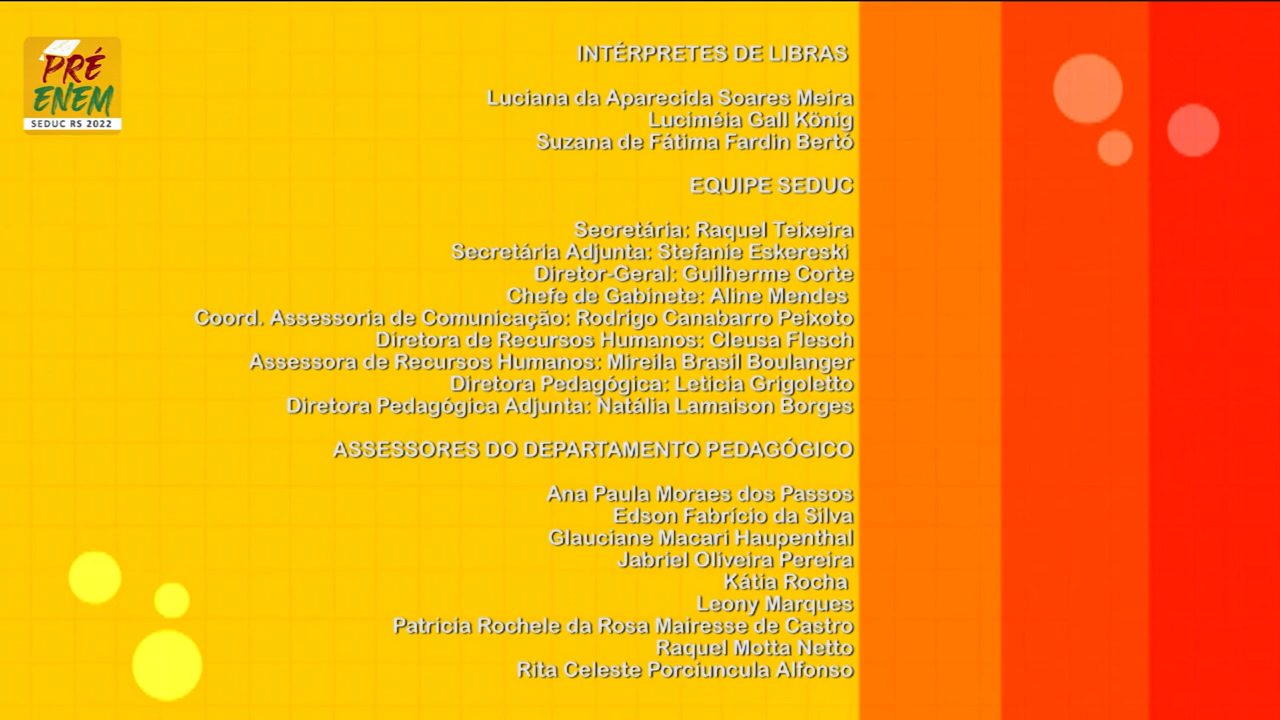 PRÉ
ENEM
SEDUC RS 2022
INTÉRPRETES DE LIBRAS
Luciana da Aparecida Soares Meira
Luciméia Gall König
Suzana de Fátima Fardin Bertó
EQUIPE SEDUC
Secretária: Raquel Teixeira
Secretária Adjunta: Stefanie Eskereski
Diretor-Geral: Guilherme Corte
Chefe de Gabinete: Aline Mendes
Coord. Assessoria de Comunicação: Rodrigo Canabarro Peixoto
Diretora de Recursos Humanos: Cleusa Flesch
Assessora de Recursos Humanos: Mireila Brasil Boulanger
Diretora Pedagógica: Leticia Grigoletto
Diretora Pedagógica Adjunta: Natália Lamaison Borges
ASSESSORES DO DEPARTAMENTO PEDAGÓGICO
Ana Paula Moraes dos Passos
Edson Fabrício da Silva
Glauciane Macari Haupenthal
Jabriel Oliveira Pereira
Kátia Rocha
Leony Marques
Patricia Rochele da Rosa Mairesse de Castro
Raquel Motta Netto
Rita Celeste Porciuncula Alfonso